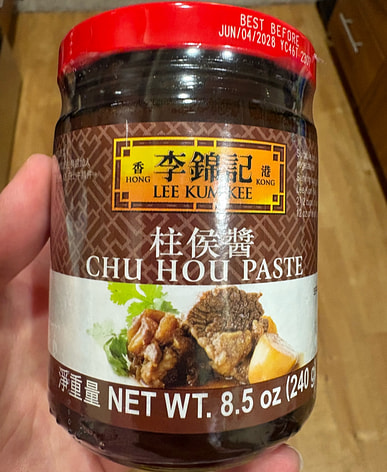 BEST BEFORE
JUN/04/2028 YC46T
香 李錦記 港
HONG LEE KUM KEE KONG
柱侯醬
CHU HOU PASTE
淨重量 NET WT. 8.5 oz (240 g